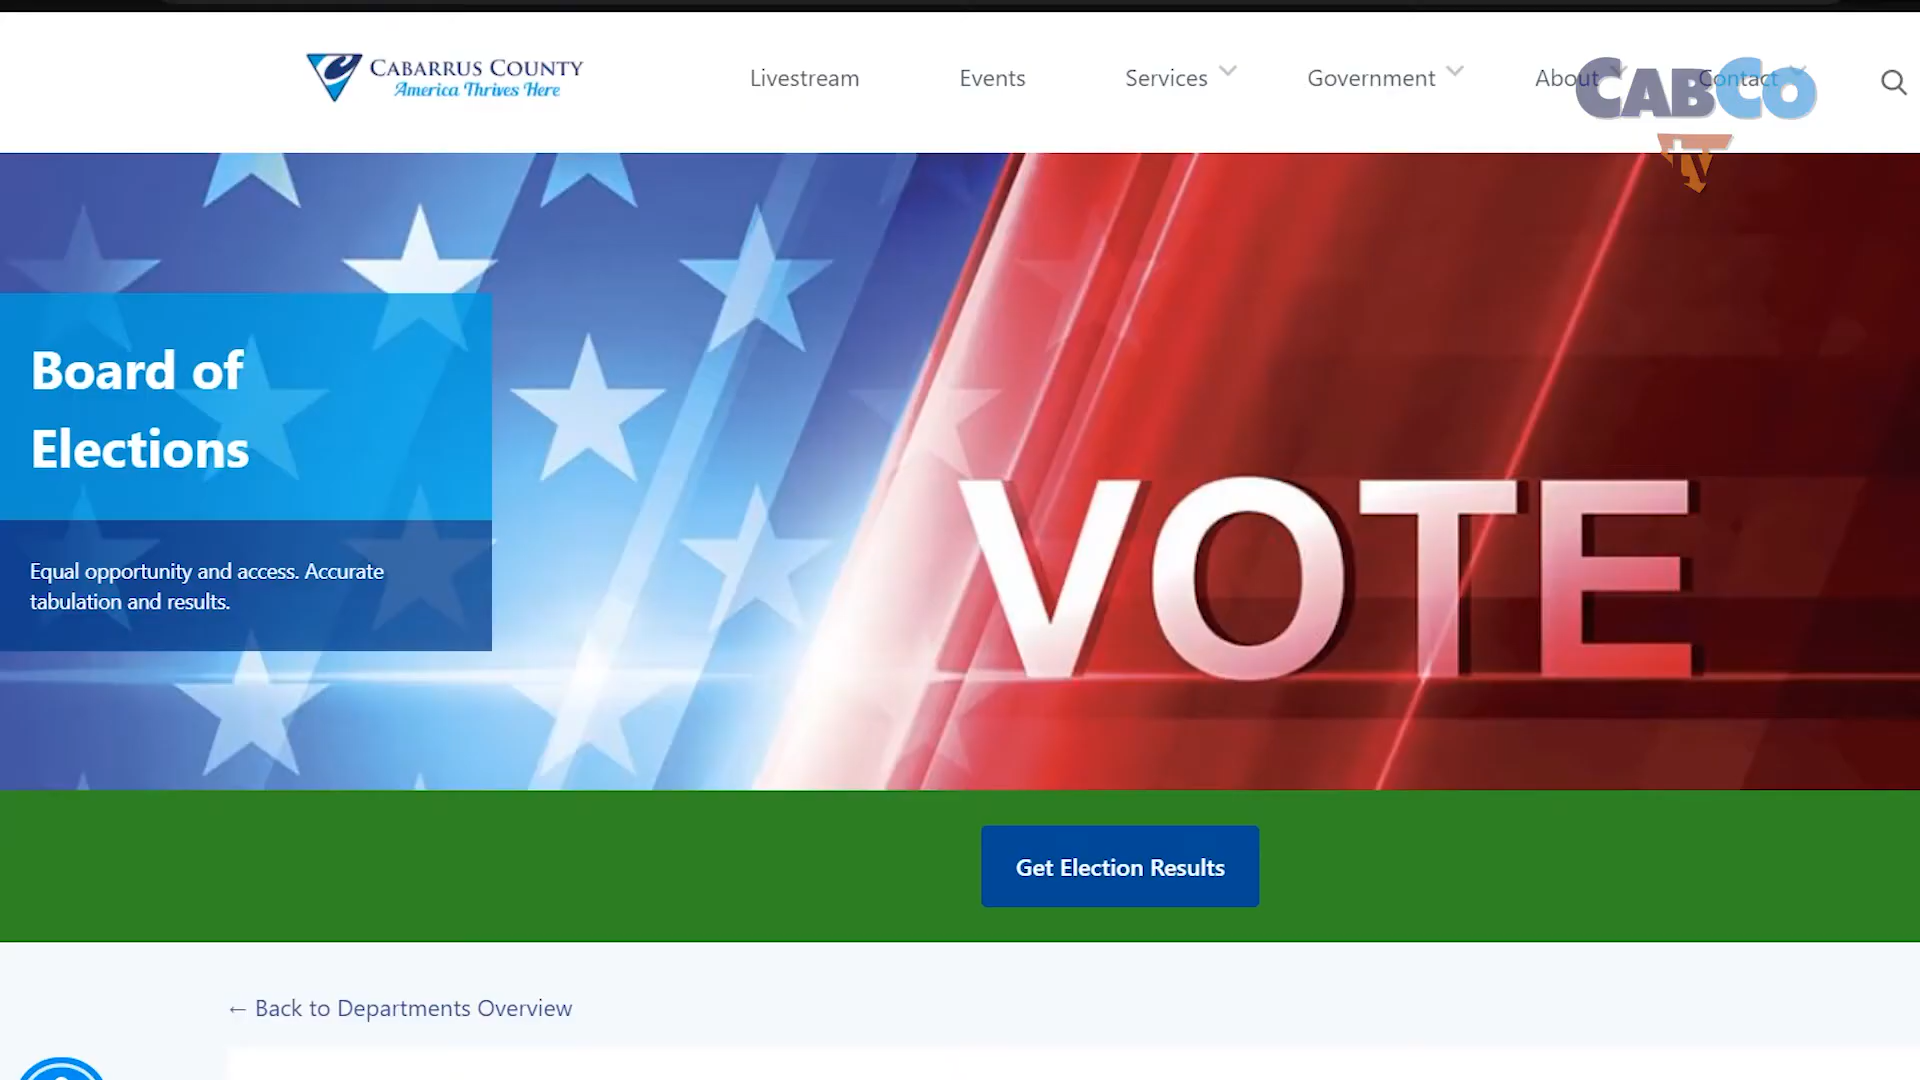 CABARRUS COUNTY
America Thrives Here
Livestream
Events
Services
Government
About
Contact
CABCO
tv
Board of
Elections
Equal opportunity and access. Accurate
tabulation and results.
VOTE
Get Election Results
← Back to Departments Overview